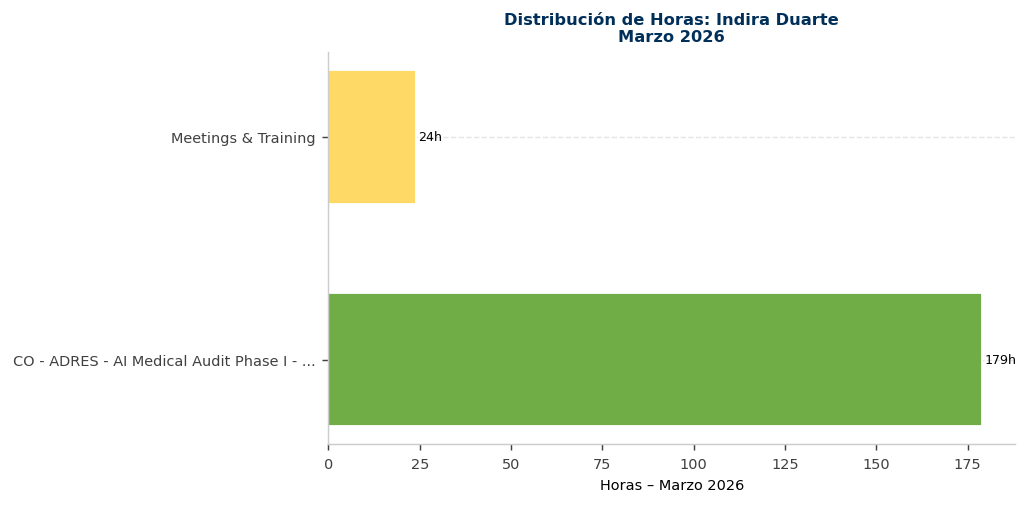 Distribución de Horas: Indira Duarte
Marzo 2026
Meetings & Training
24h
CO - ADRES - AI Medical Audit Phase I - ...
179h
0 25 50 75 100 125 150 175
Horas – Marzo 2026